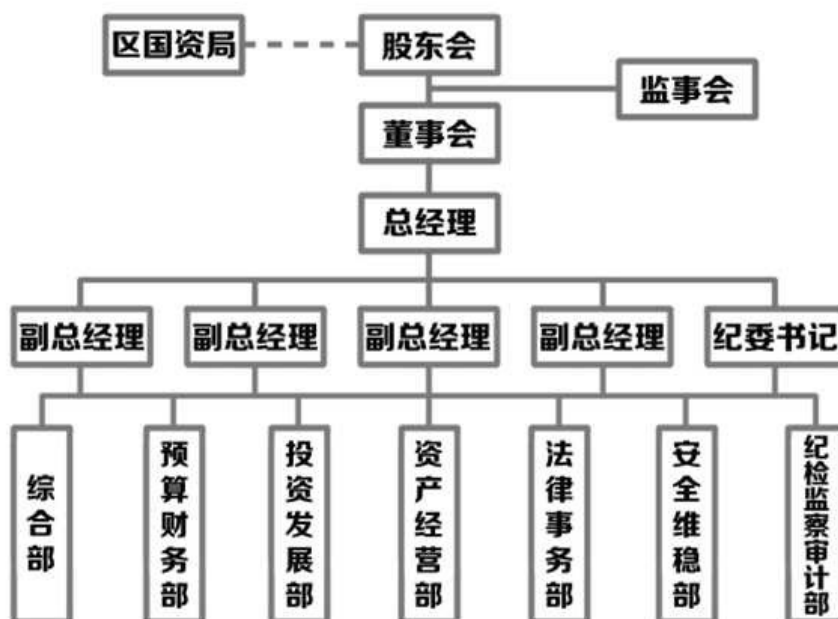 区国资局
股东会
监事会
董事会
总经理
副总经理
副总经理
副总经理
副总经理
纪委书记
综合部
预算财务部
投资发展部
资产经营部
法律事务部
安全维稳部
纪检监察审计部